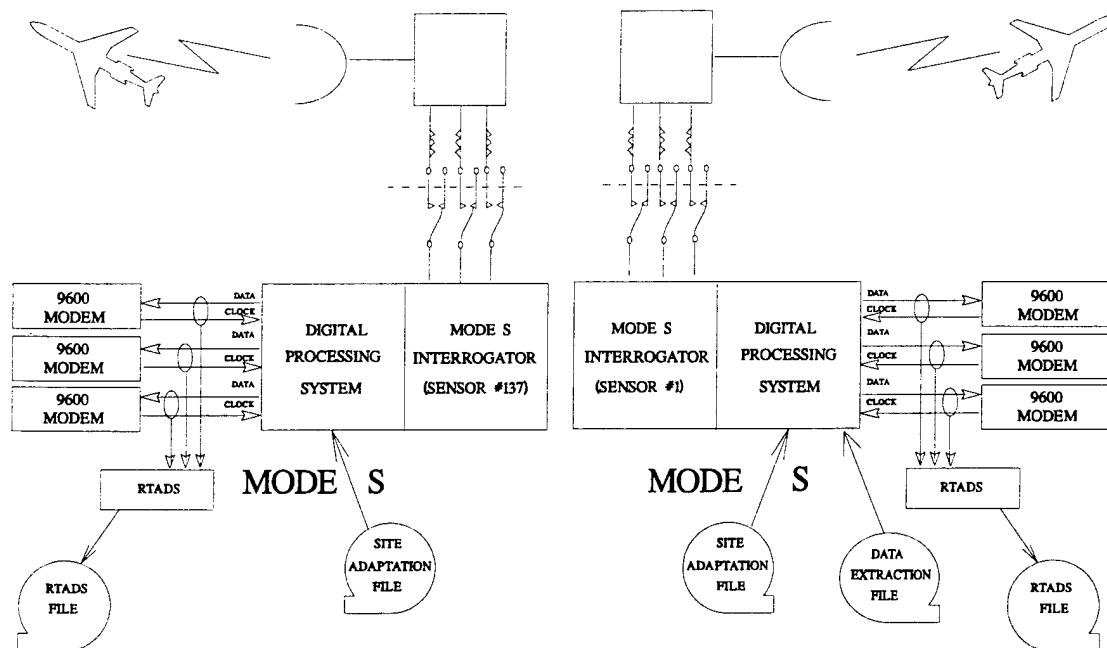 9600
MODEM
9600
MODEM
9600
MODEM
DATA
CLOCK
DATA
CLOCK
DATA
CLOCK
DIGITAL
PROCESSING
SYSTEM
MODE S
INTERROGATOR
(SENSOR #137)
MODE S
INTERROGATOR
(SENSOR #1)
DIGITAL
PROCESSING
SYSTEM
DATA
CLOCK
DATA
CLOCK
DATA
CLOCK
9600
MODEM
9600
MODEM
9600
MODEM
RTADS
MODE S
MODE S
RTADS
RTADS
FILE
SITE
ADAPTATION
FILE
SITE
ADAPTATION
FILE
DATA
EXTRACTION
FILE
RTADS
FILE